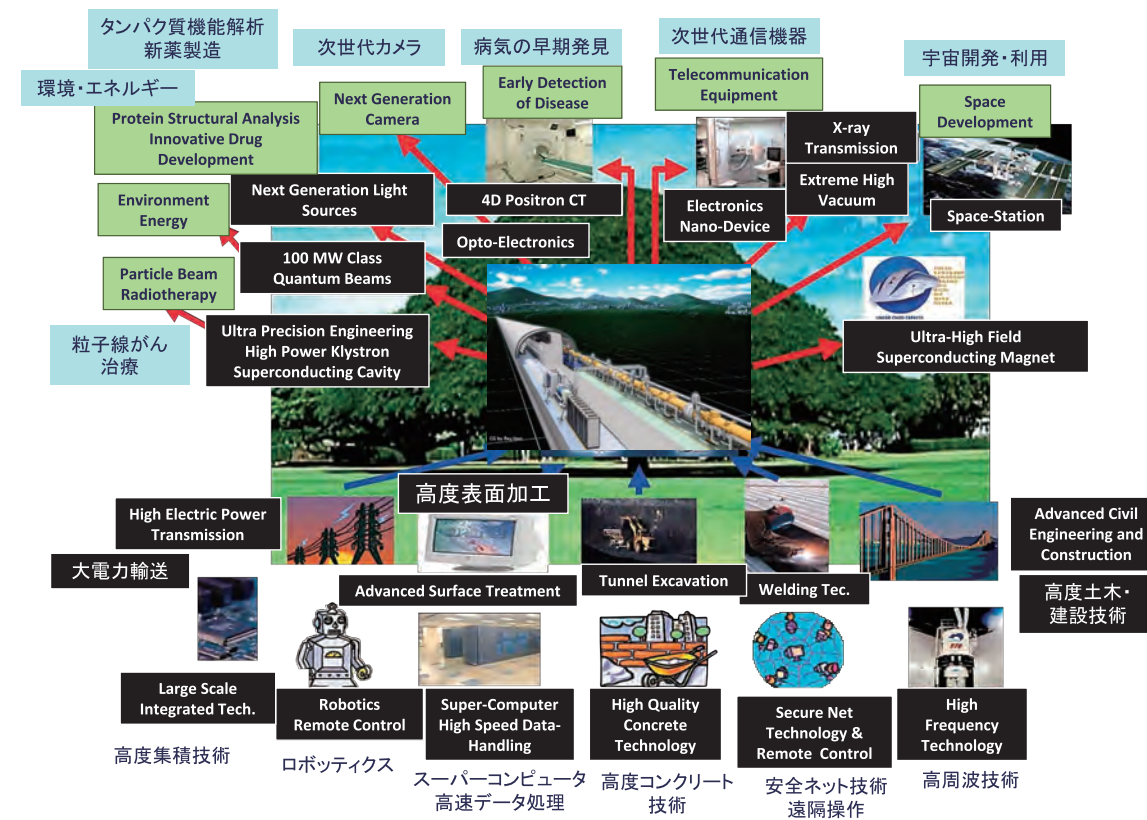 タンパク質機能解析
新薬製造
次世代カメラ
病気の早期発見
次世代通信機器
宇宙開発・利用
環境・エネルギー
Protein Structural Analysis
Innovative Drug
Development
Next Generation
Camera
Early Detection
of Disease
Telecommunication
Equipment
Space
Development
X-ray
Transmission
Extreme High
Vacuum
Environment
Energy
Next Generation Light
Sources
4D Positron CT
Electronics
Nano-Device
Space-Station
Opto-Electronics
100 MW Class
Quantum Beams
Particle Beam
Radiotherapy
粒子線がん
治療
Ultra Precision Engineering
High Power Klystron
Superconducting Cavity
Ultra-High Field
Superconducting Magnet
高度表面加工
High Electric Power
Transmission
大電力輸送
Advanced Surface Treatment
Tunnel Excavation
Welding Tec.
Advanced Civil
Engineering and
Construction
高度土木・
建設技術
Large Scale
Integrated Tech.
高度集積技術
Robotics
Remote Control
ロボッティクス
Super-Computer
High Speed Data-
Handling
スーパーコンピュータ
高速データ処理
High Quality
Concrete
Technology
高度コンクリート
技術
Secure Net
Technology &
Remote Control
安全ネット技術
遠隔操作
High
Frequency
Technology
高周波技術